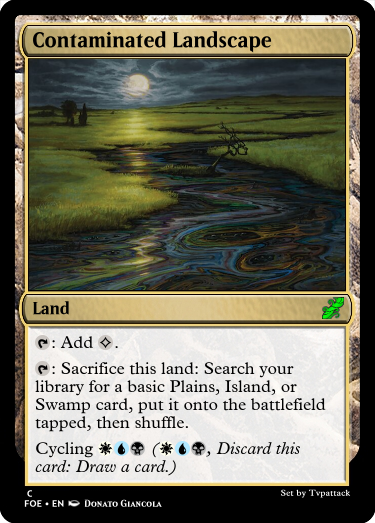 Contaminated Landscape
Land
: Add .
: Sacrifice this land: Search your
library for a basic Plains, Island, or
Swamp card, put it onto the battlefield
tapped, then shuffle.
Cycling (, Discard this
card: Draw a card.)
C
FOE • EN Donato Giancola
Set by Tvpattack